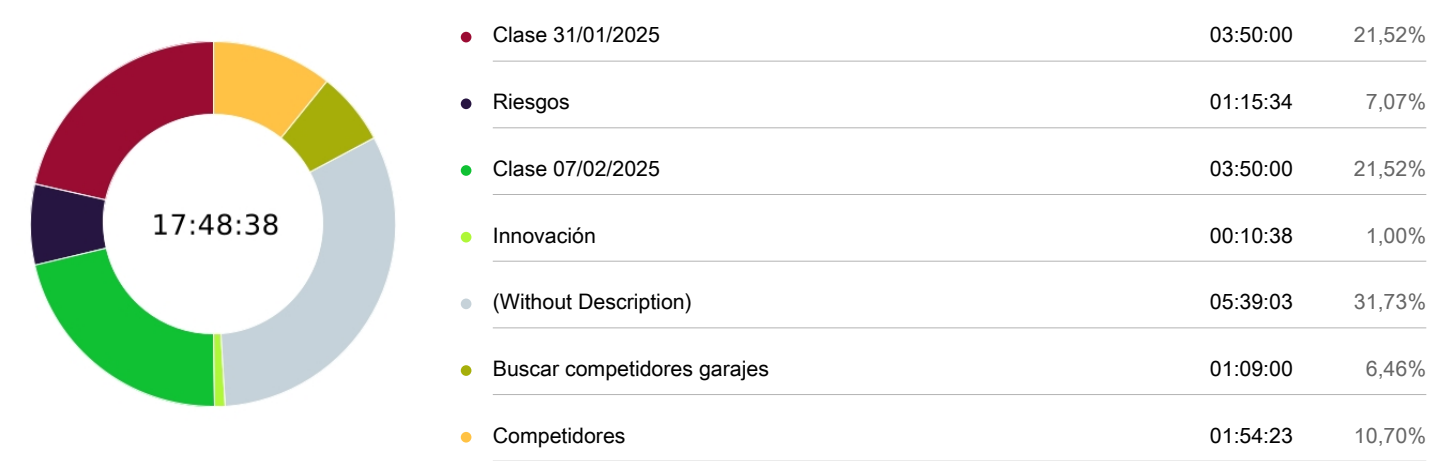 17:48:38
Clase 31/01/2025 03:50:00 21,52%
Riesgos 01:15:34 7,07%
Clase 07/02/2025 03:50:00 21,52%
Innovación 00:10:38 1,00%
(Without Description) 05:39:03 31,73%
Buscar competidores garajes 01:09:00 6,46%
Competidores 01:54:23 10,70%